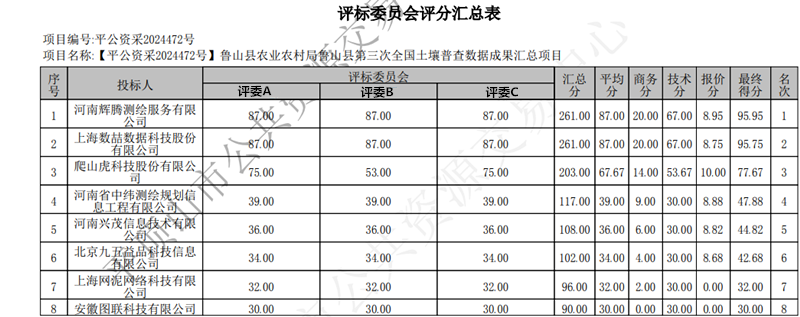 评标委员会评分汇总表
项目编号:平公资采2024472号
项目名称:【平公资采2024472号】鲁山县农业农村局鲁山县第三次全国土壤普查数据成果汇总项目
序号 投标人 评标委员会 汇总分 平均分 商务分 技术分 报价分 最终得分 名次
评委A 评委B 评委C
1 河南辉腾测绘服务有限公司 87.00 87.00 87.00 261.00 87.00 20.00 67.00 8.95 95.95 1
2 上海数喆数据科技股份有限公司 87.00 87.00 87.00 261.00 87.00 20.00 67.00 8.75 95.75 2
3 爬山虎科技股份有限公司 75.00 53.00 75.00 203.00 67.67 14.00 53.67 10.00 77.67 3
4 河南省中纬测绘规划信息工程有限公司 39.00 39.00 39.00 117.00 39.00 9.00 30.00 8.88 47.88 4
5 河南兴茂信息技术有限公司 36.00 36.00 36.00 108.00 36.00 6.00 30.00 8.82 44.82 5
6 北京九五益品科技信息有限公司 34.00 34.00 34.00 102.00 34.00 4.00 30.00 8.68 42.68 6
7 上海网泥网络科技有限公司 32.00 32.00 32.00 96.00 32.00 2.00 30.00 0.00 32.00 7
8 安徽图联科技有限公司 30.00 30.00 30.00 90.00 30.00 0.00 30.00 0.00 30.00 8
平顶山市公共资源交易中心